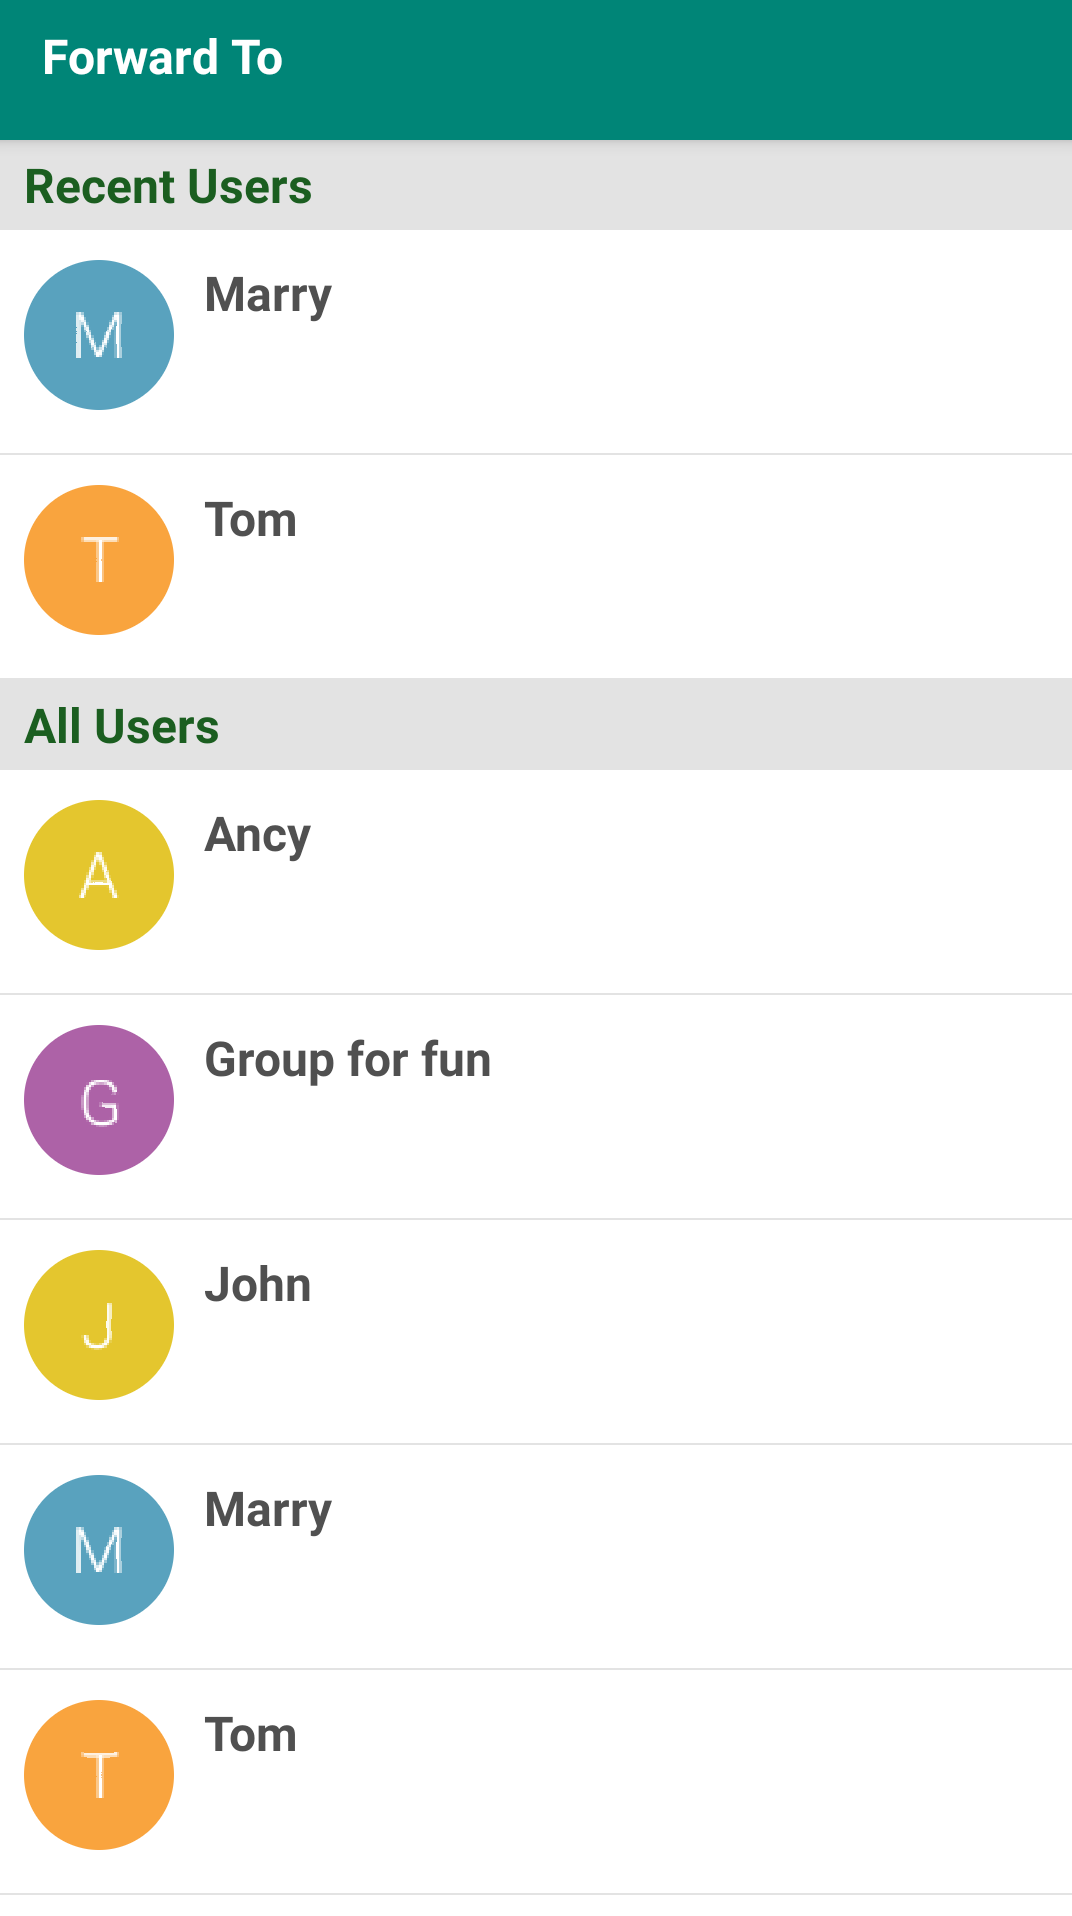 Forward To
Recent Users
M
Marry
T
Tom
All Users
A
Ancy
G
Group for fun
J
John
M
Marry
T
Tom